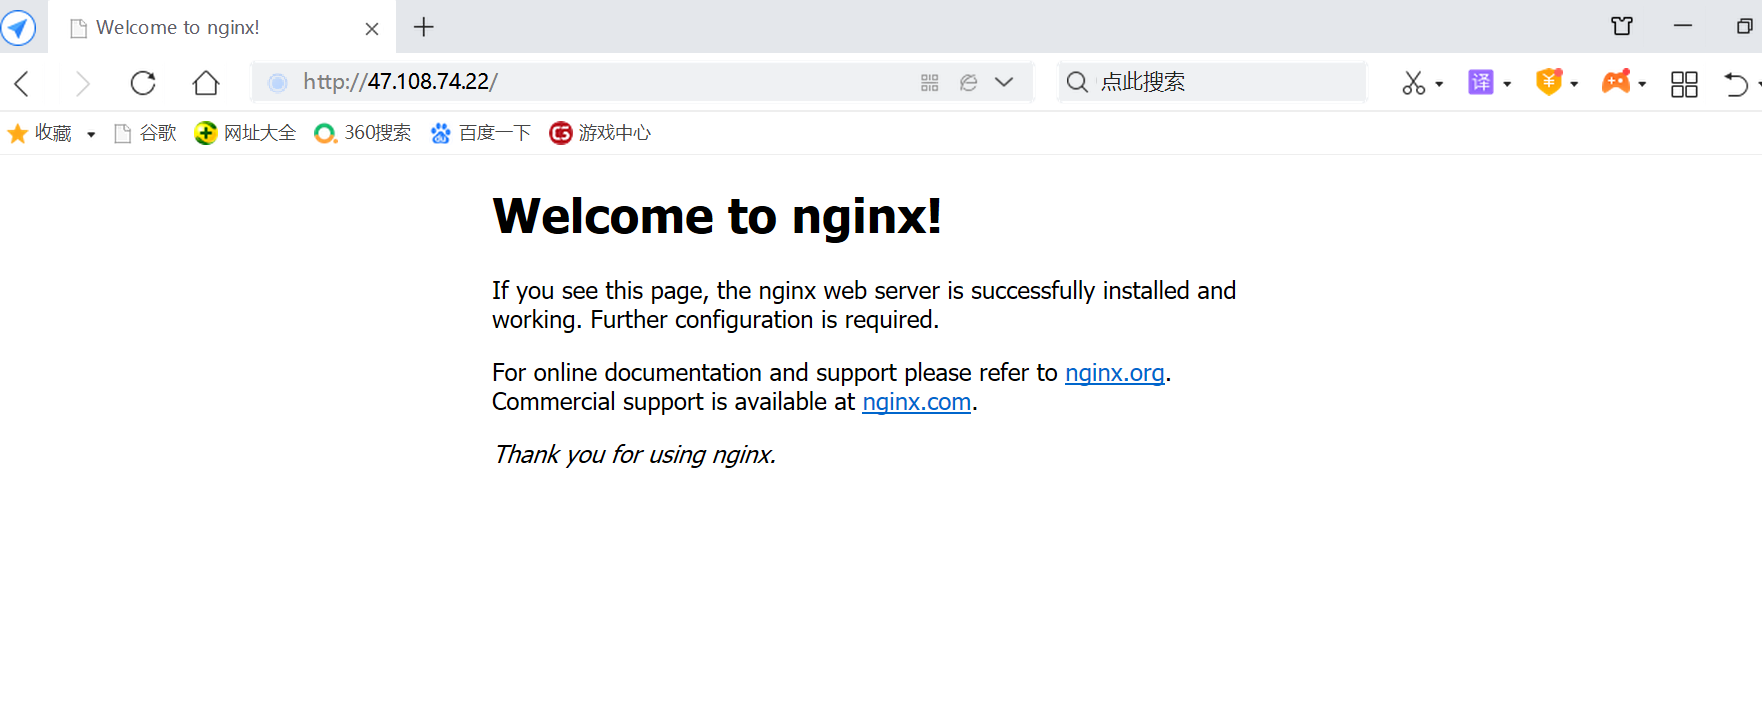 Welcome to nginx!
http://47.108.74.22/
点此搜索
译
收藏
谷歌
网址大全
360搜索
百度一下
游戏中心
Welcome to nginx!
If you see this page, the nginx web server is successfully installed and
working. Further configuration is required.
For online documentation and support please refer to nginx.org.
Commercial support is available at nginx.com.
Thank you for using nginx.